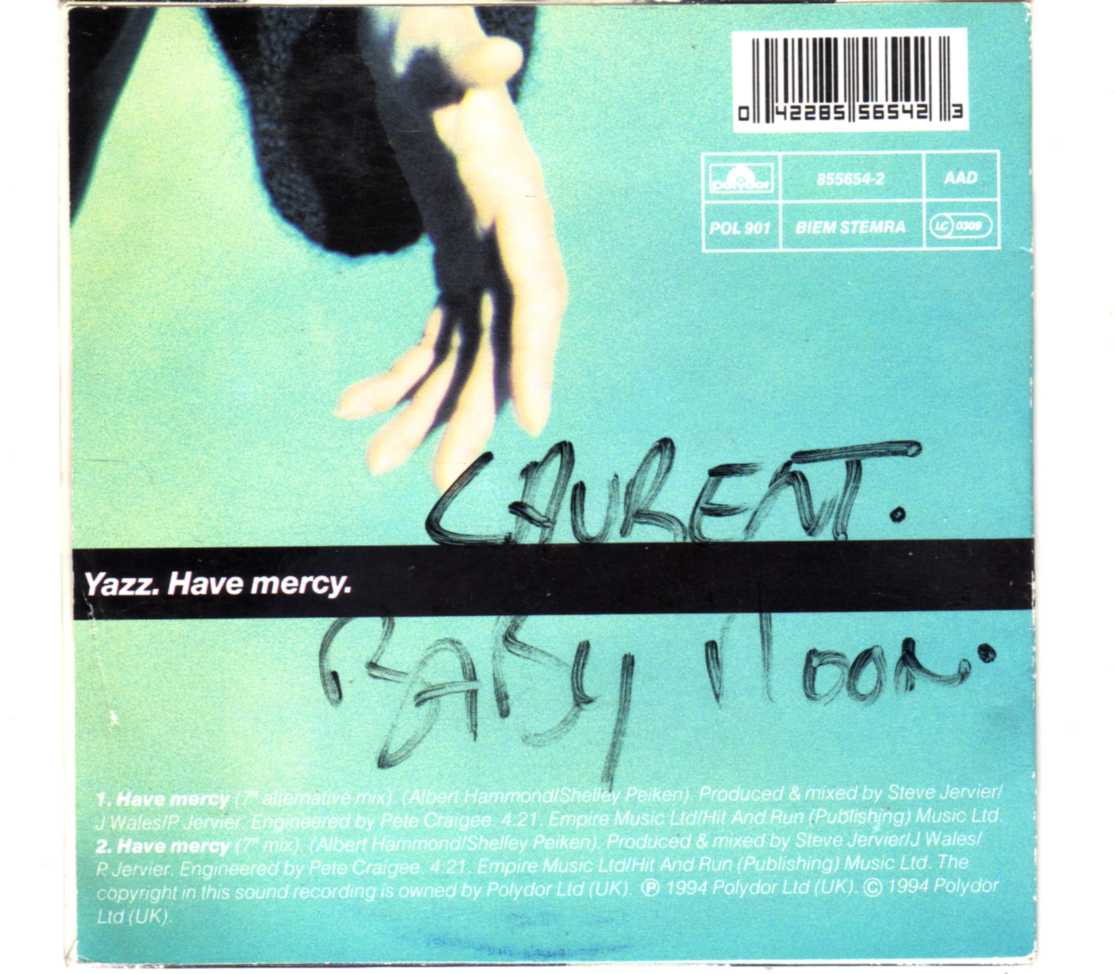 0 42285 56542 3
polydor 855654-2 AAD
POL 901 BIEM STEMRA LC 0309
LAURENT.
Yazz. Have mercy.
BABY MOON.
1. Have mercy (7" alternative mix). (Albert Hammond/Shelley Peiken). Produced & mixed by Steve Jervier/
J Wales/P Jervier. Engineered by Pete Craigee. 4:21. Empire Music Ltd/Hit And Run (Publishing) Music Ltd.
2. Have mercy (7" mix). (Albert Hammond/Shelley Peiken). Produced & mixed by Steve Jervier/J Wales/
P Jervier. Engineered by Pete Craigee. 4:21. Empire Music Ltd/Hit And Run (Publishing) Music Ltd. The
copyright in this sound recording is owned by Polydor Ltd (UK). ℗ 1994 Polydor Ltd (UK). © 1994 Polydor
Ltd (UK).